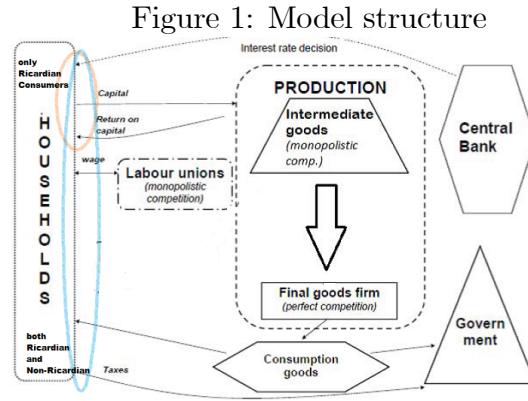 Figure 1: Model structure
only
Ricardian
Consumers
Interest rate decision
Capital
Return on
capital
wage
HOUSEHOLDS
Labour unions
(monopolistic
competition)
PRODUCTION
Intermediate
goods
(monopolistic
comp.)
Central
Bank
Final goods firm
(perfect competition)
Govern
ment
Consumption
goods
both
Ricardian
and
Non-Ricardian
Taxes